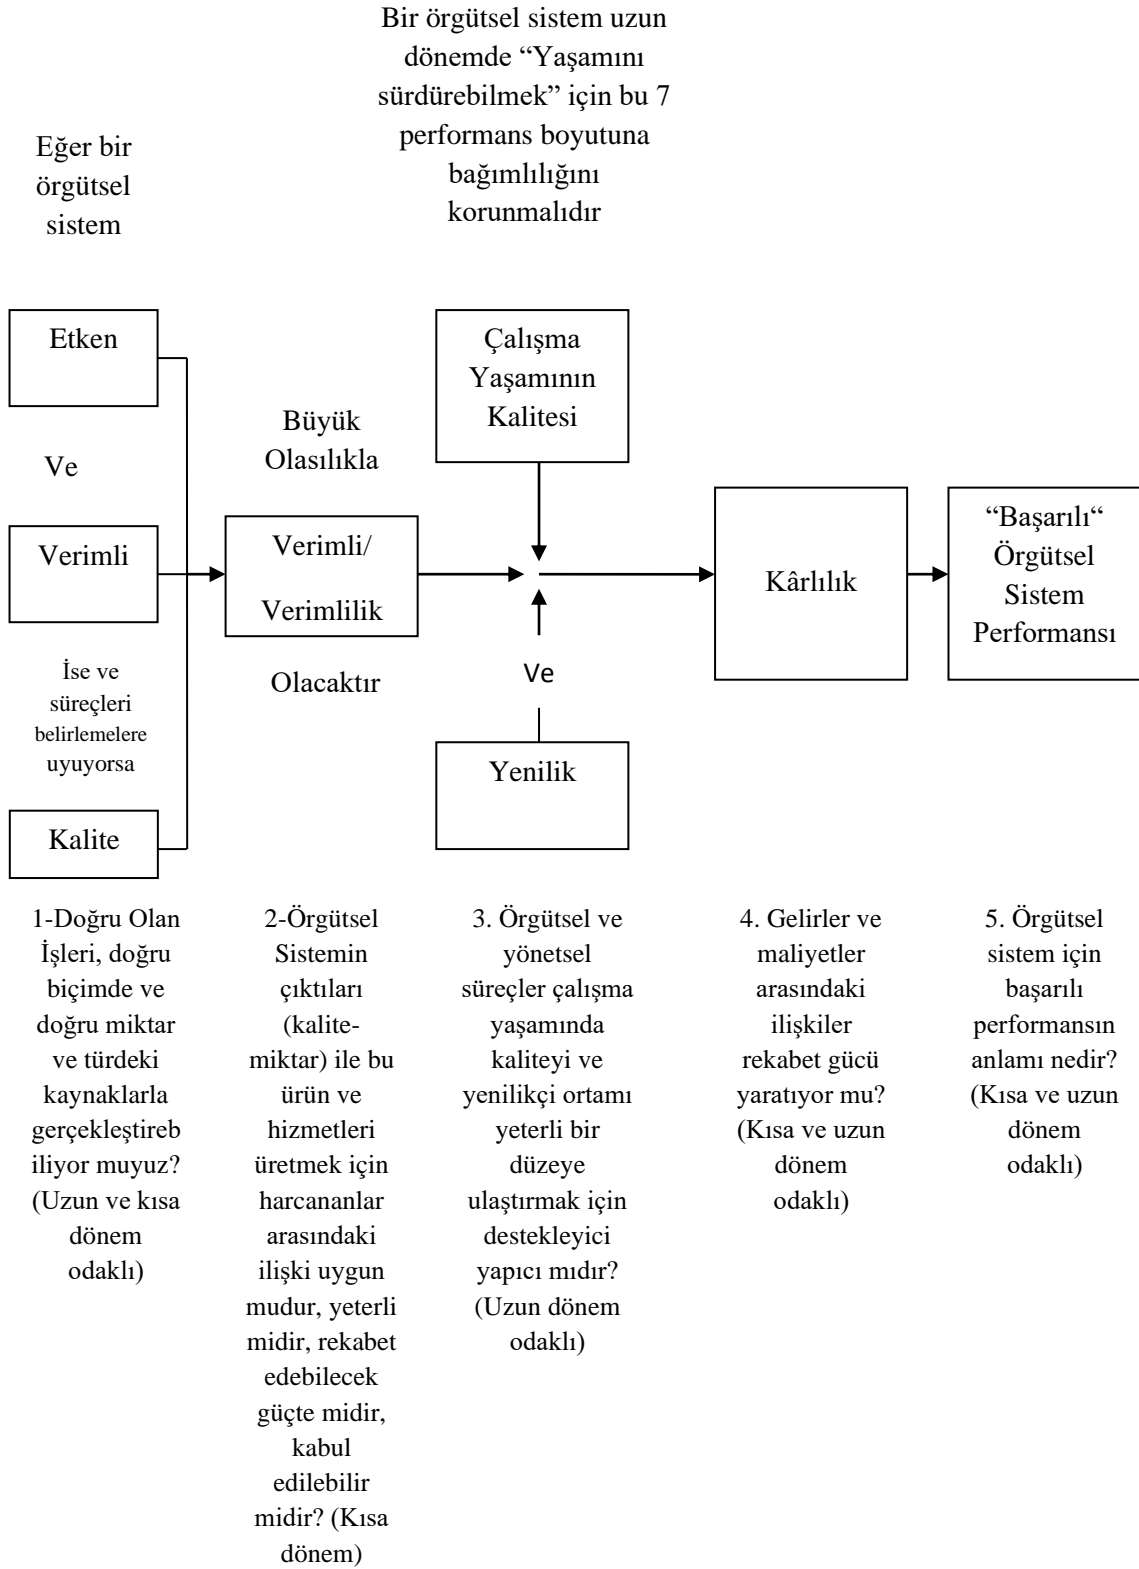 Bir örgütsel sistem uzun
dönemde “Yaşamını
sürdürebilmek” için bu 7
performans boyutuna
bağımlılığını
korunmalıdır
Eğer bir
örgütsel
sistem
Etken
Ve
Verimli
İse ve
süreçleri
belirlemelere
uyuyorsa
Kalite
Büyük
Olasılıkla
Verimli/
Verimlilik
Olacaktır
Çalışma
Yaşamının
Kalitesi
Ve
Yenilik
Kârlılık
“Başarılı“
Örgütsel
Sistem
Performansı
1-Doğru Olan
İşleri, doğru
biçimde ve
doğru miktar
ve türdeki
kaynaklarla
gerçekleştireb
iliyor muyuz?
(Uzun ve kısa
dönem
odaklı)
2-Örgütsel
Sistemin
çıktıları
(kalite-
miktar) ile bu
ürün ve
hizmetleri
üretmek için
harcananlar
arasındaki
ilişki uygun
mudur, yeterli
midir, rekabet
edebilecek
güçte midir,
kabul
edilebilir
midir? (Kısa
dönem)
3. Örgütsel ve
yönetsel
süreçler çalışma
yaşamında
kaliteyi ve
yenilikçi ortamı
yeterli bir
düzeye
ulaştırmak için
destekleyici
yapıcı mıdır?
(Uzun dönem
odaklı)
4. Gelirler ve
maliyetler
arasındaki
ilişkiler
rekabet gücü
yaratıyor mu?
(Kısa ve uzun
dönem
odaklı)
5. Örgütsel
sistem için
başarılı
performansın
anlamı nedir?
(Kısa ve uzun
dönem
odaklı)